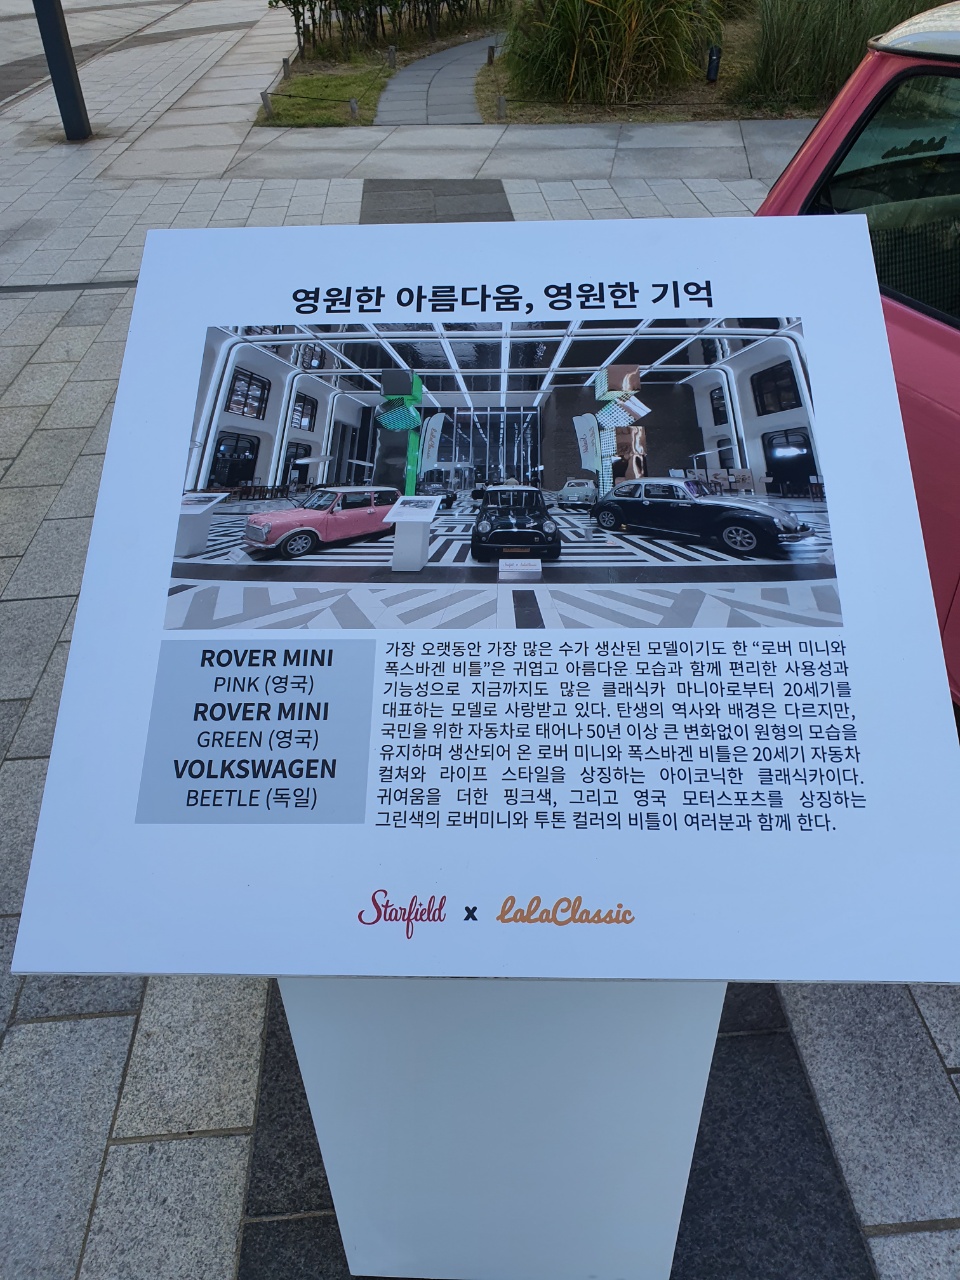 영원한 아름다움, 영원한 기억
ROVER MINI
PINK (영국)
ROVER MINI
GREEN (영국)
VOLKSWAGEN
BEETLE (독일)
가장 오랫동안 가장 많은 수가 생산된 모델이기도 한 “로버 미니와
폭스바겐 비틀”은 귀엽고 아름다운 모습과 함께 편리한 사용성과
기능성으로 지금까지도 많은 클래식카 마니아로부터 20세기를
대표하는 모델로 사랑받고 있다. 탄생의 역사와 배경은 다르지만,
국민을 위한 자동차로 태어나 50년 이상 큰 변화없이 원형의 모습을
유지하며 생산되어 온 로버 미니와 폭스바겐 비틀은 20세기 자동차
컬쳐와 라이프 스타일을 상징하는 아이코닉한 클래식카이다.
귀여움을 더한 핑크색, 그리고 영국 모터스포츠를 상징하는
그린색의 로버미니와 투톤 컬러의 비틀이 여러분과 함께 한다.
Starfield x LaLaClassic